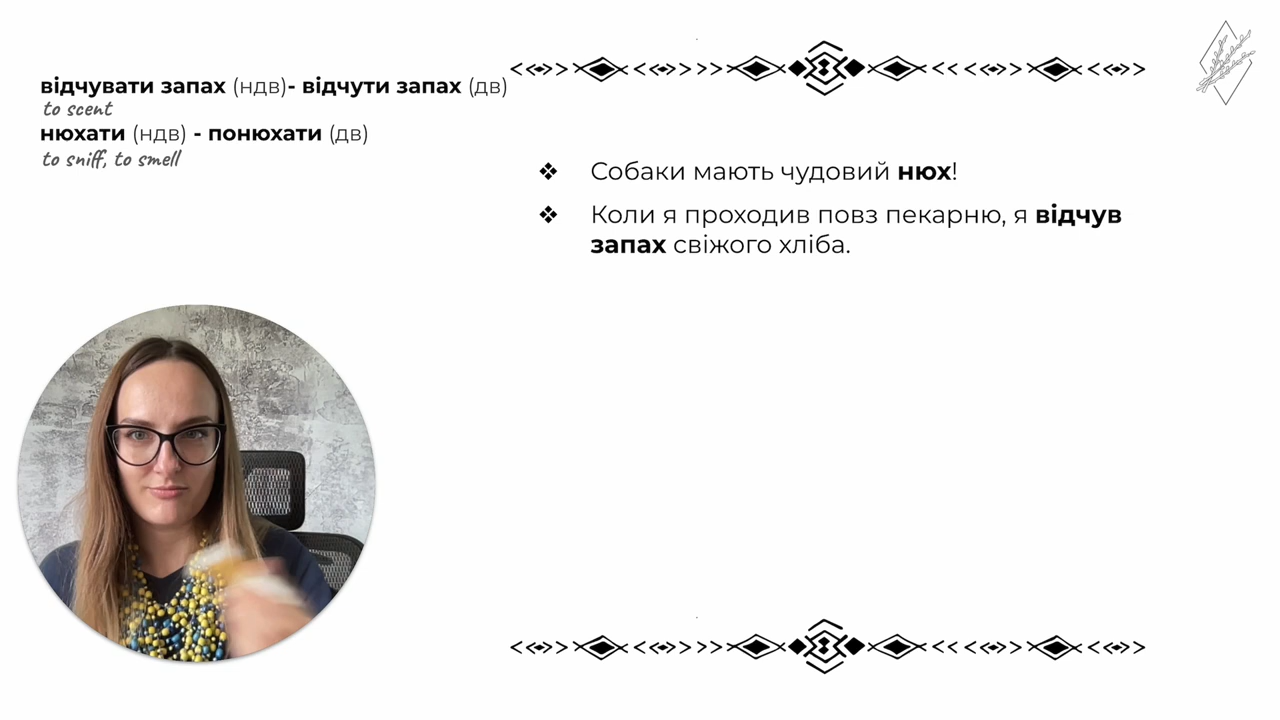 відчувати запах (ндв)- відчути запах (дв)
to scent
нюхати (ндв) - понюхати (дв)
to sniff, to smell
❖ Собаки мають чудовий нюх!
❖ Коли я проходив повз пекарню, я відчув
запах свіжого хліба.